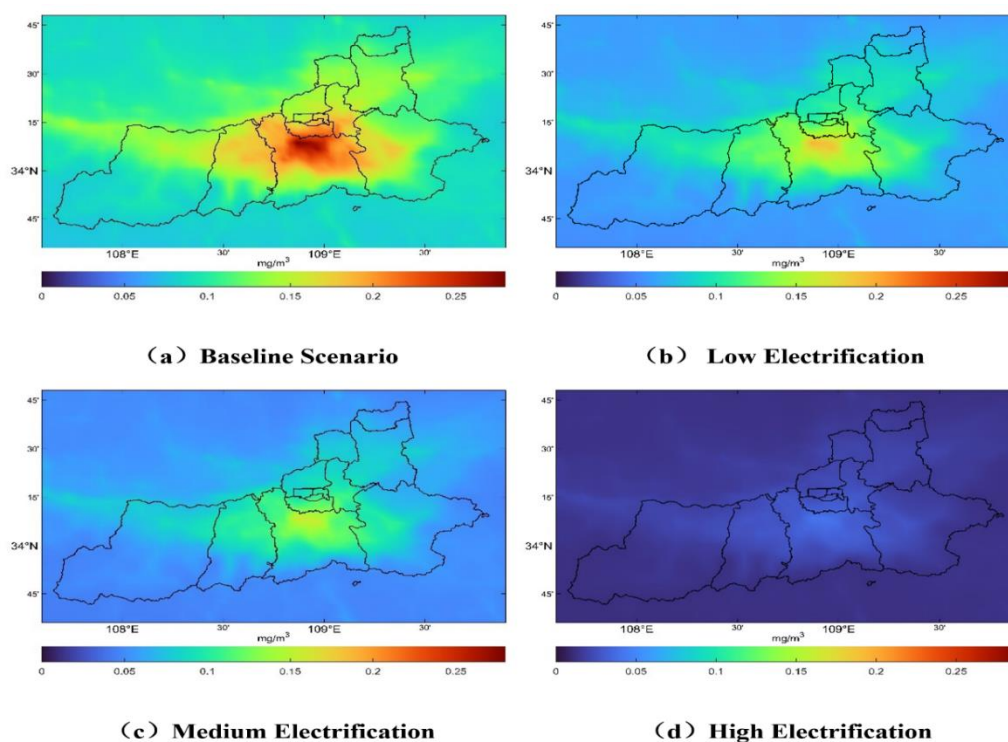 45'
30'
15'
34°N
45'
108°E 30' 109°E 30'
mg/m³
0 0.05 0.1 0.15 0.2 0.25
(a) Baseline Scenario
45'
30'
15'
34°N
45'
108°E 30' 109°E 30'
mg/m³
0 0.05 0.1 0.15 0.2 0.25
(b) Low Electrification
45'
30'
15'
34°N
45'
108°E 30' 109°E 30'
mg/m³
0 0.05 0.1 0.15 0.2 0.25
(c) Medium Electrification
45'
30'
15'
34°N
45'
108°E 30' 109°E 30'
mg/m³
0 0.05 0.1 0.15 0.2 0.25
(d) High Electrification